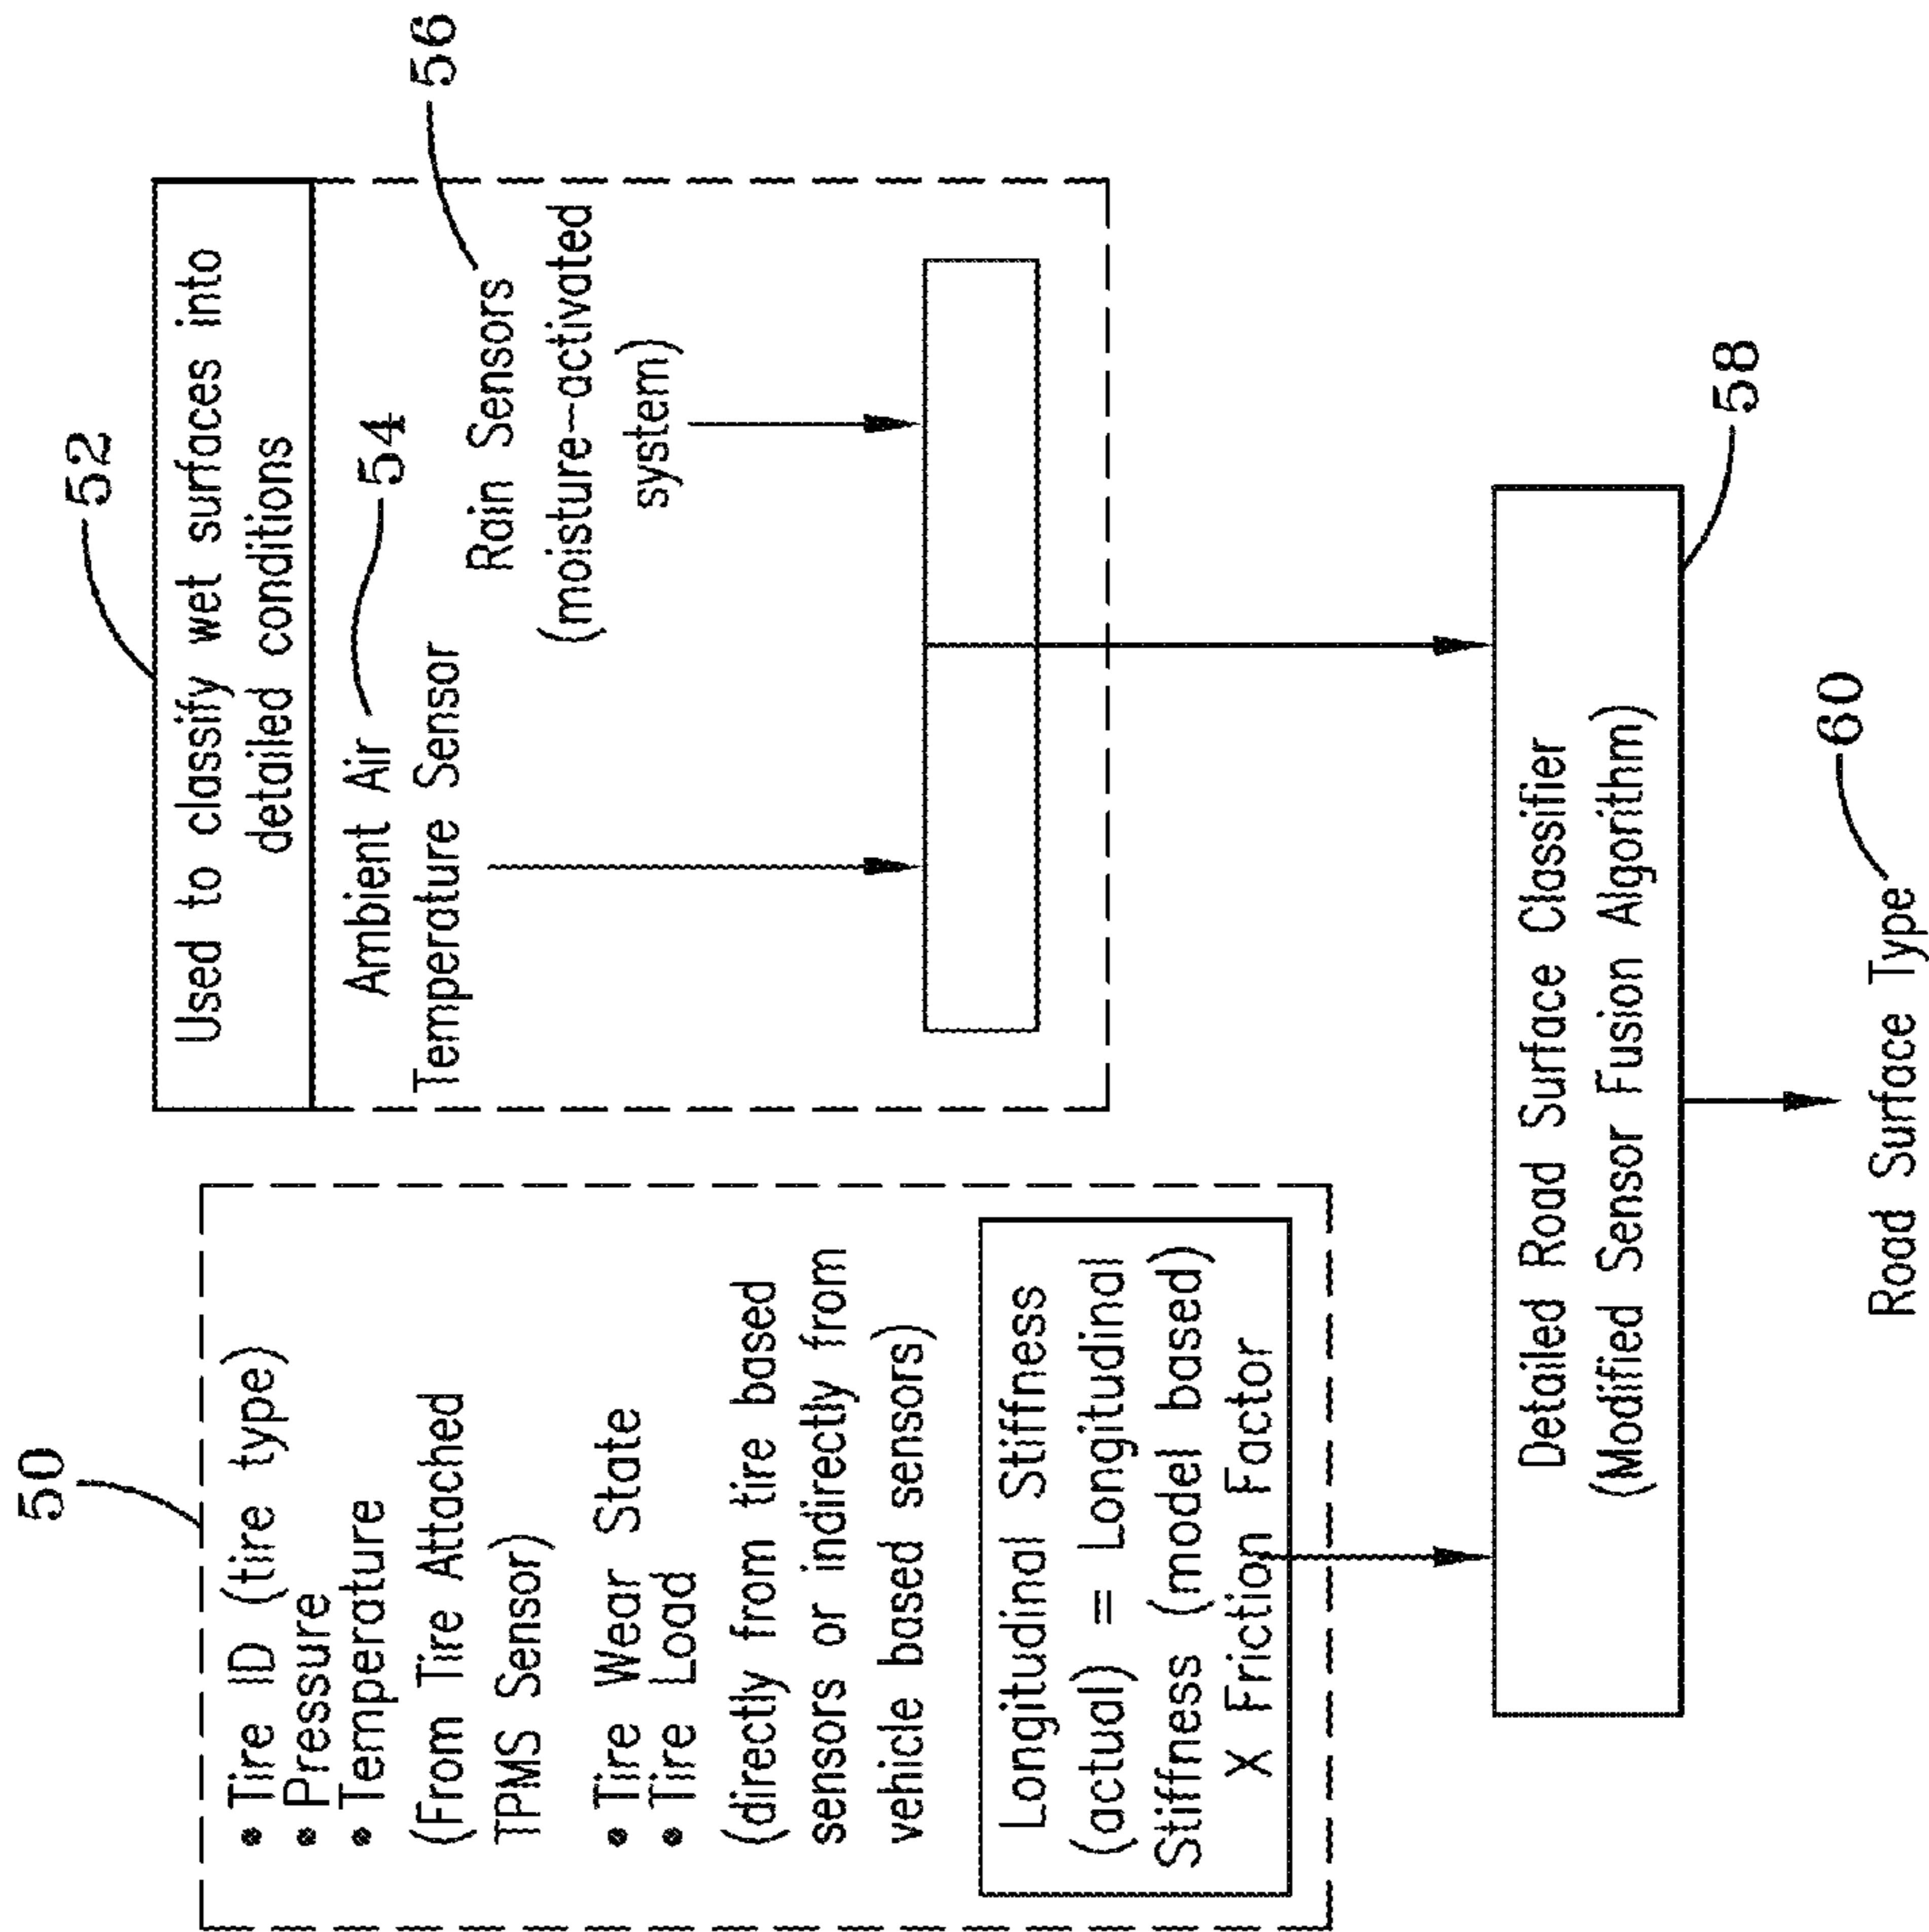 50
• Tire ID (tire type)
• Pressure
• Temperature
(From Tire Attached
TPMS Sensor)
• Tire Wear State
• Tire Load
(directly from tire based
sensors or indirectly from
vehicle based sensors)
Longitudinal Stiffness
(actual) = Longitudinal
Stiffness (model based)
X Friction Factor
52
Used to classify wet surfaces into
detailed conditions
Ambient Air
Temperature Sensor
54
56
Rain Sensors
(moisture-activated
system)
Detailed Road Surface Classifier
(Modified Sensor Fusion Algorithm)
58
Road Surface Type
60